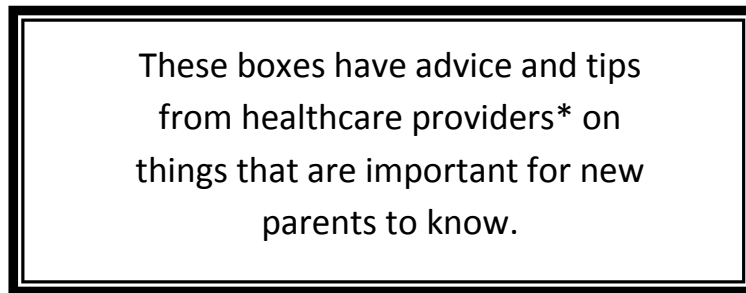 These boxes have advice and tips
from healthcare providers* on
things that are important for new
parents to know.